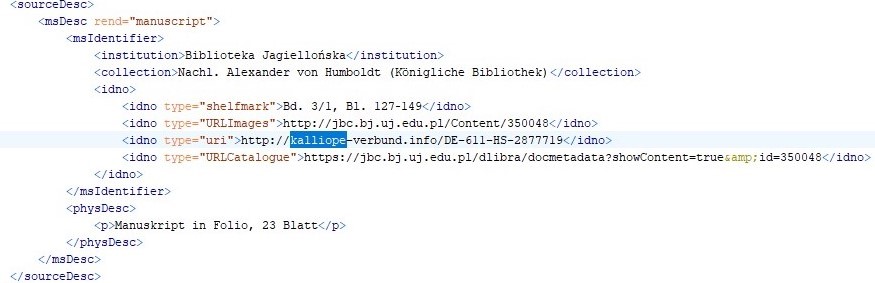 <sourceDesc>
<msDesc rend="manuscript">
<msIdentifier>
<institution>Biblioteka Jagiellońska</institution>
<collection>Nachl. Alexander von Humboldt (Königliche Bibliothek)</collection>
<idno>
<idno type="shelfmark">Bd. 3/1, Bl. 127-149</idno>
<idno type="URLImages">http://jbc.bj.uj.edu.pl/Content/350048</idno>
<idno type="uri">http://kalliope-verbund.info/DE-611-HS-2877719</idno>
<idno type="URLCatalogue">https://jbc.bj.uj.edu.pl/dlibra/docmetadata?showContent=true&amp;id=350048</idno>
</idno>
</msIdentifier>
<physDesc>
<p>Manuskript in Folio, 23 Blatt</p>
</physDesc>
</msDesc>
</sourceDesc>